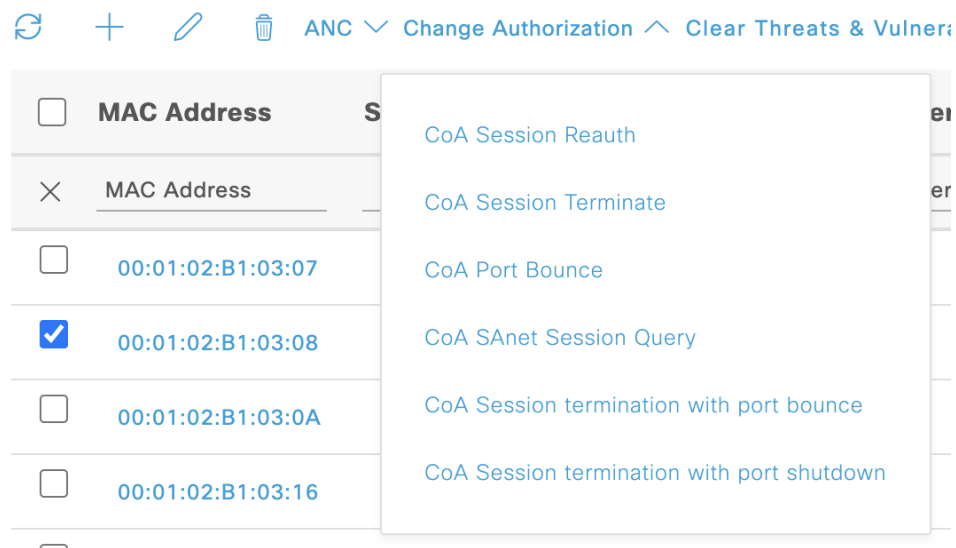 ANC Change Authorization Clear Threats &
MAC Address
CoA Session Reauth
MAC Address
CoA Session Terminate
00:01:02:B1:03:07
CoA Port Bounce
00:01:02:B1:03:08
CoA SAnet Session Query
00:01:02:B1:03:0A
CoA Session termination with port bounce
00:01:02:B1:03:16
CoA Session termination with port shutdown